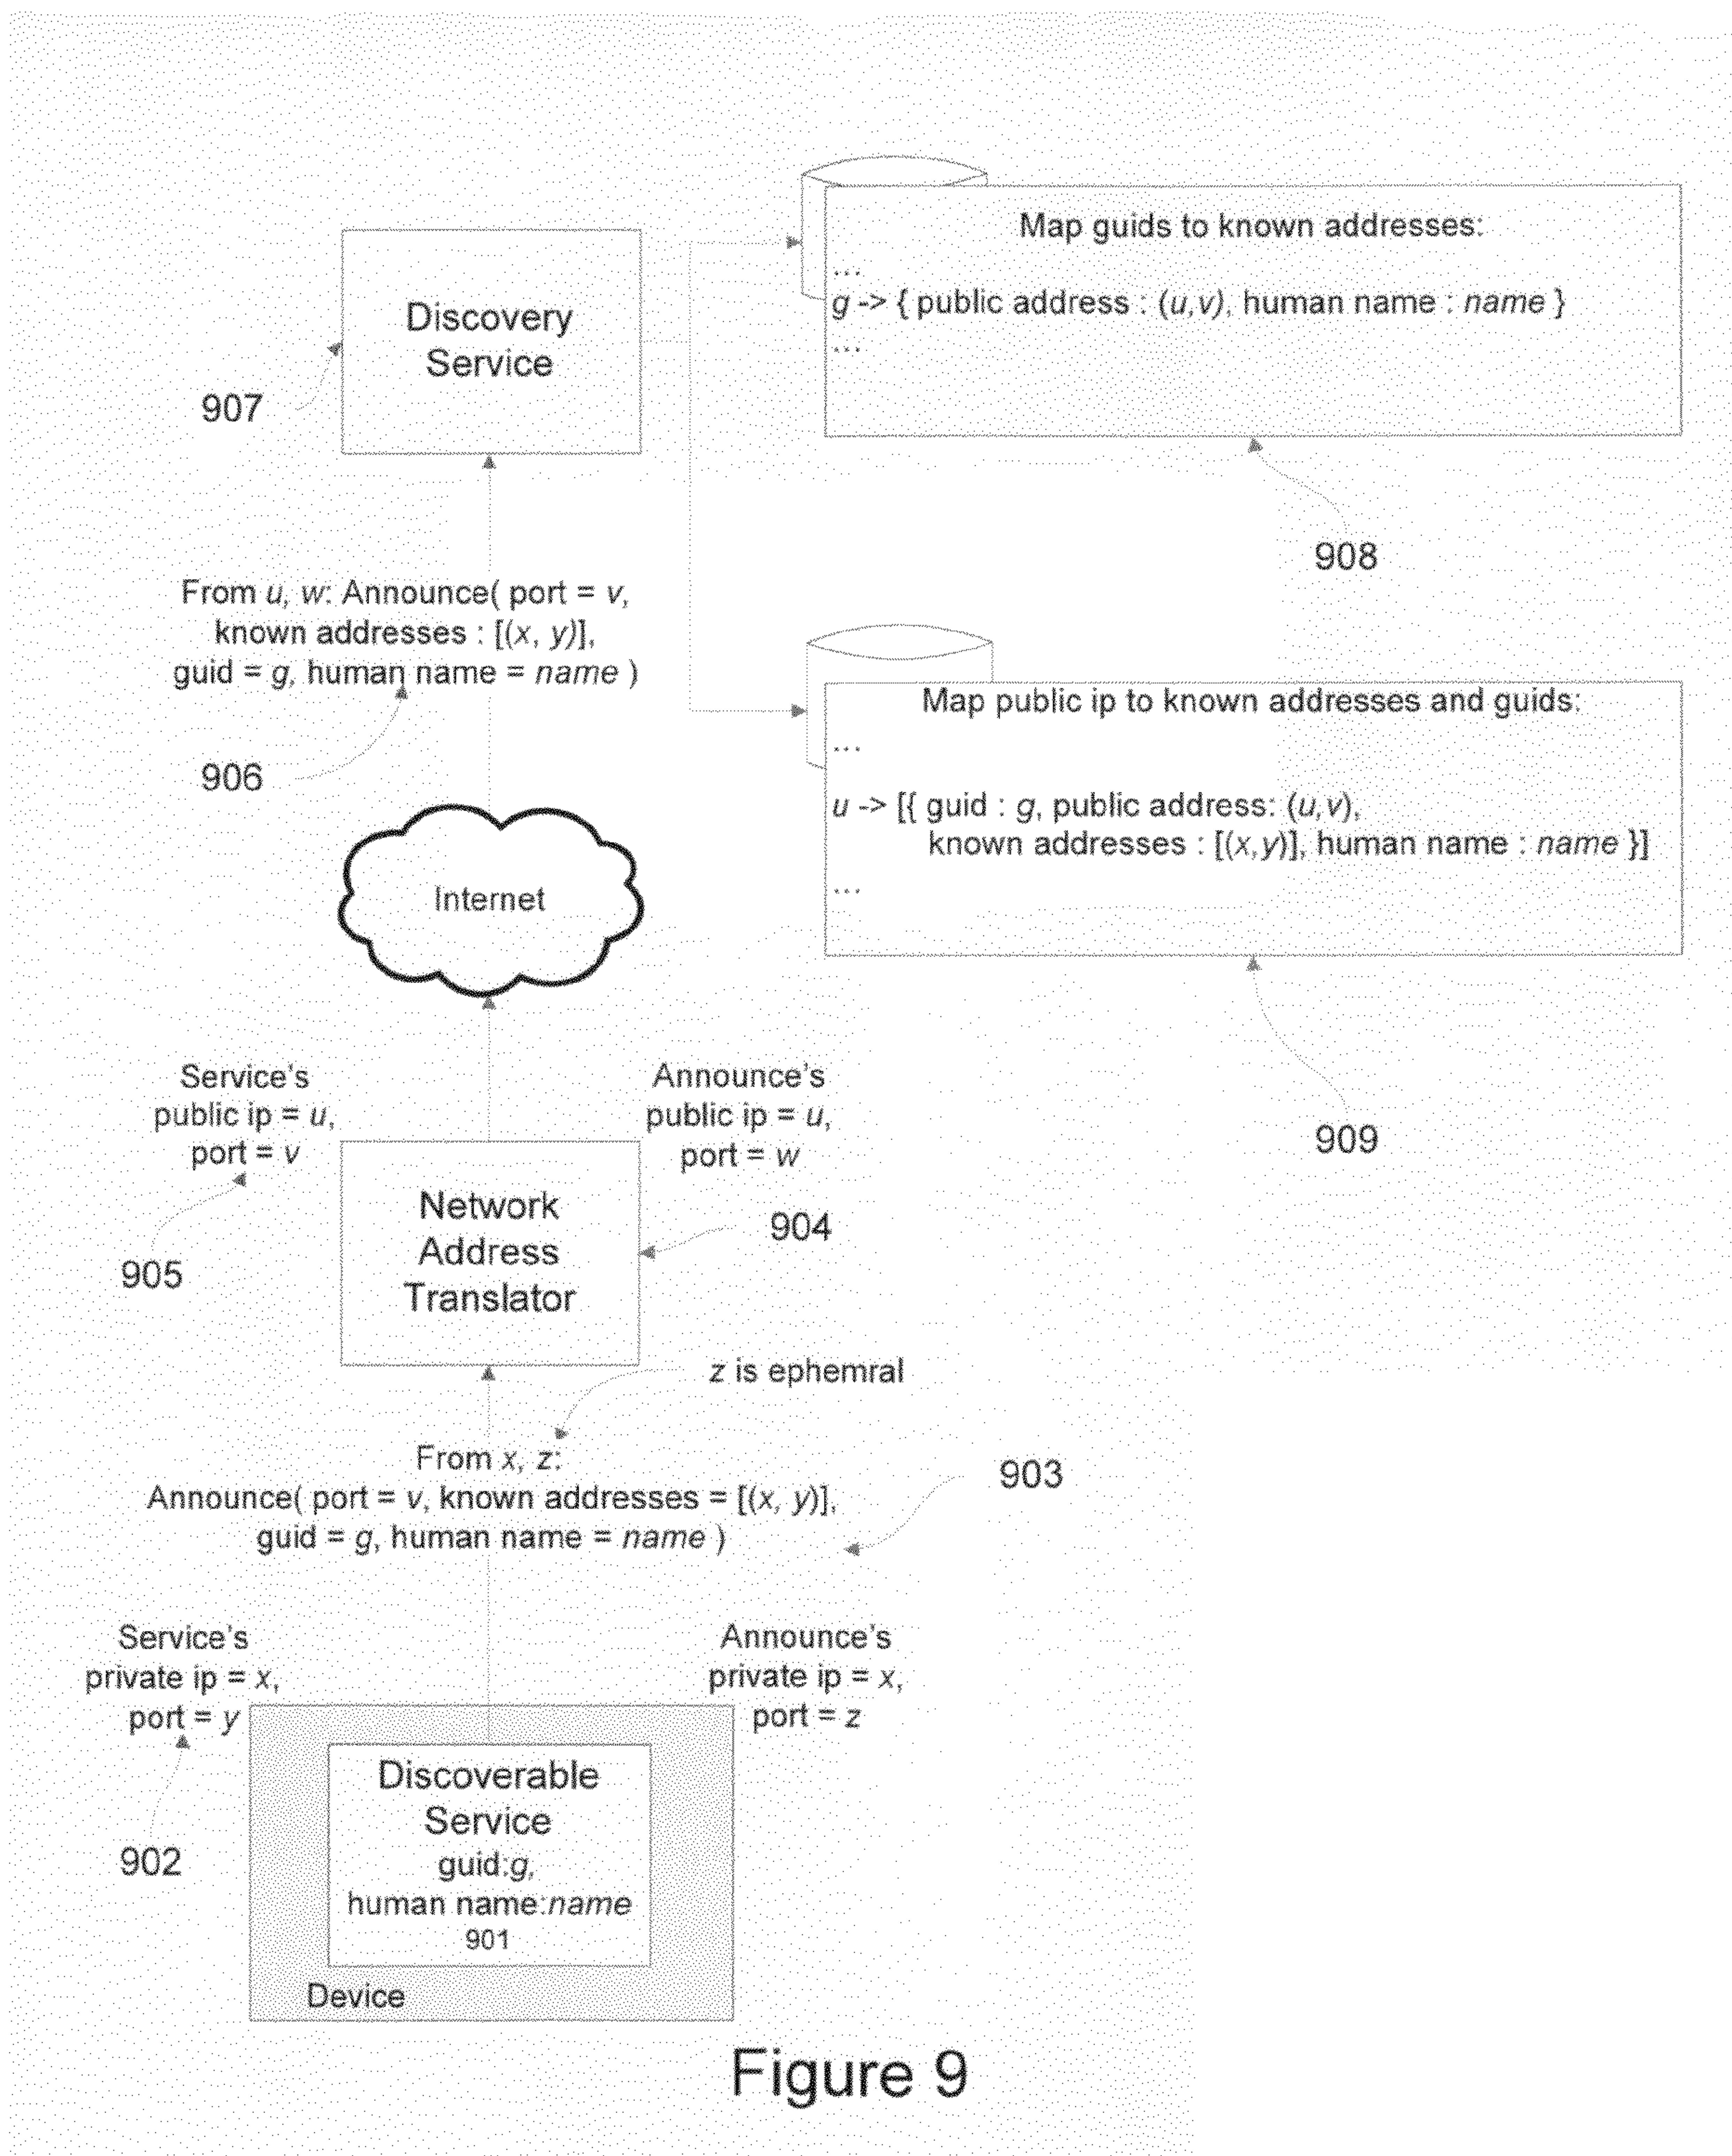 Map guids to known addresses:
...
g -> { public address : (u,v), human name : name }
...
Discovery
Service
907
908
From u, w: Announce( port = v,
known addresses : [(x, y)],
guid = g, human name = name )
906
Map public ip to known addresses and guids:
...
u -> [{ guid : g, public address: (u,v),
known addresses : [(x,y)], human name : name }]
...
Internet
909
Service's
public ip = u,
port = v
Announce's
public ip = u,
port = w
905
Network
Address
Translator
904
z is ephemral
From x, z:
Announce( port = v, known addresses = [(x, y)],
guid = g, human name = name )
903
Service's
private ip = x,
port = y
Announce's
private ip = x,
port = z
902
Discoverable
Service
guid:g,
human name:name
901
Device
Figure 9